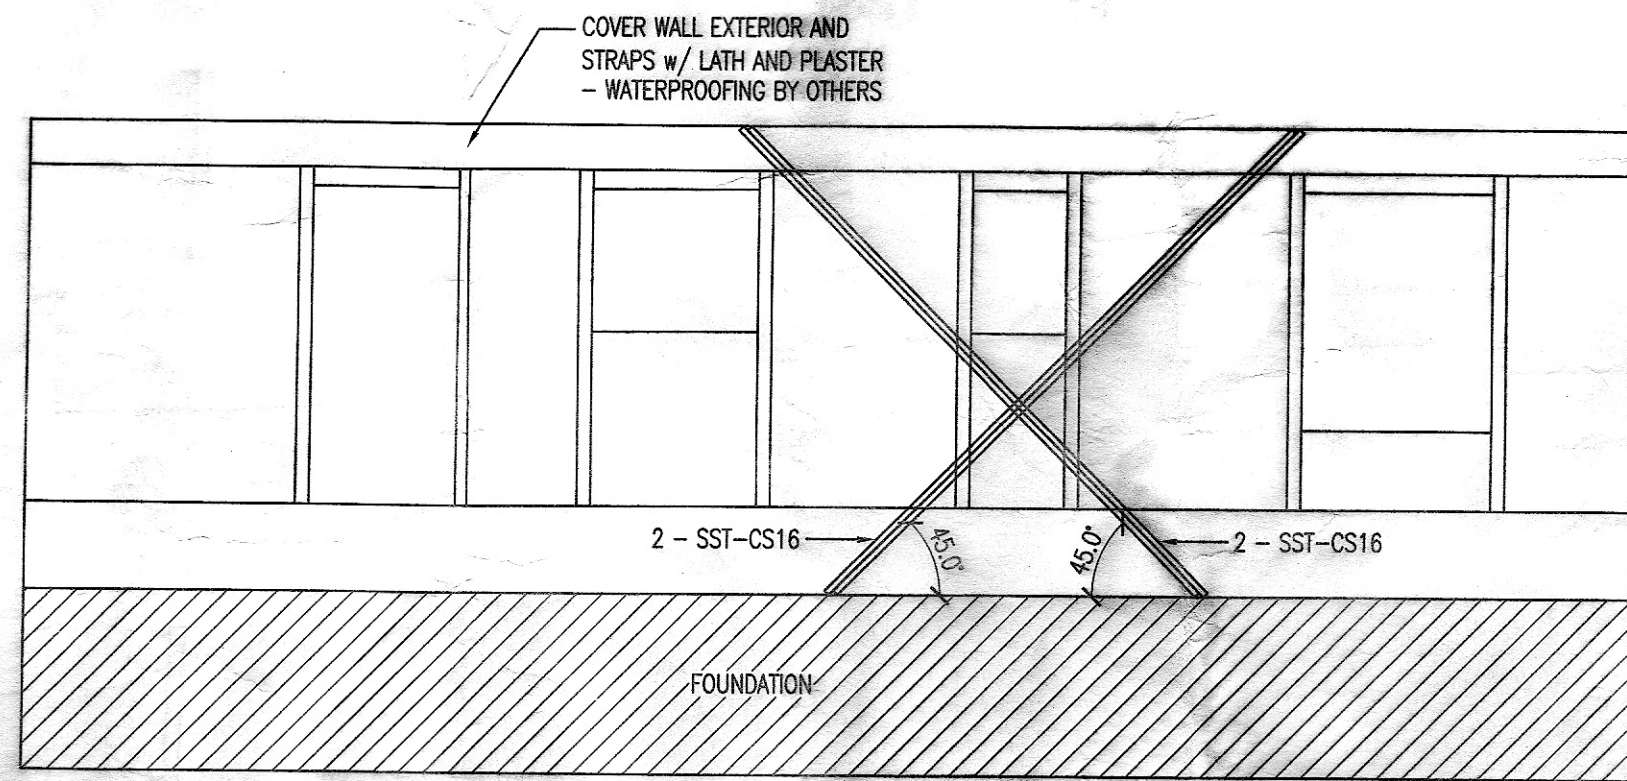 COVER WALL EXTERIOR AND
STRAPS w/ LATH AND PLASTER
- WATERPROOFING BY OTHERS
2 - SST-CS16
45.0°
45.0°
2 - SST-CS16
FOUNDATION